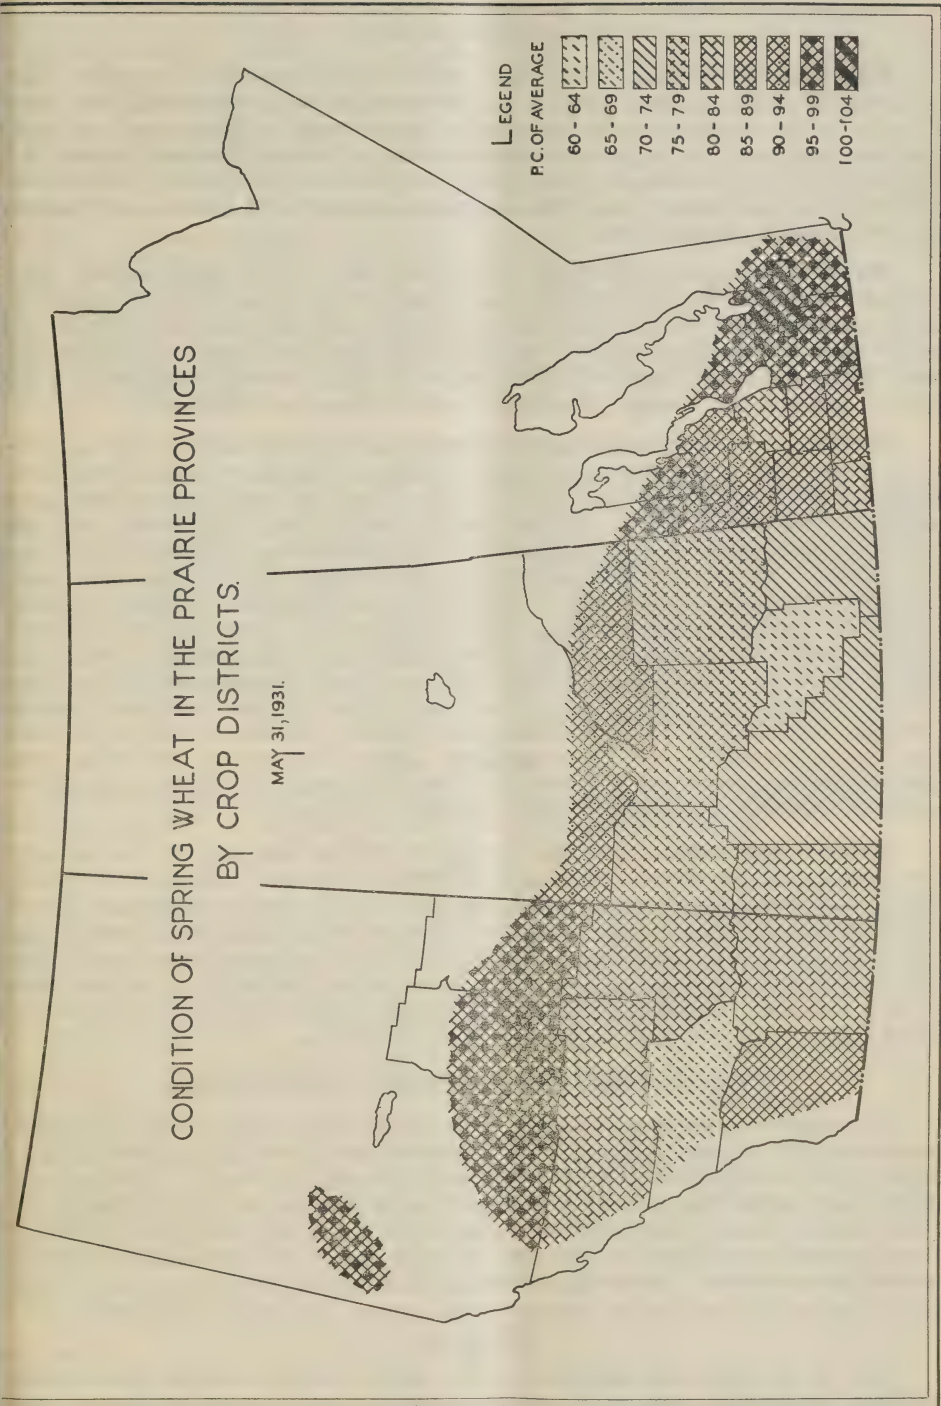 CONDITION OF SPRING WHEAT IN THE PRAIRIE PROVINCES
BY CROP DISTRICTS.
MAY 31, 1931.
LEGEND
P.C. OF AVERAGE
60 - 64
65 - 69
70 - 74
75 - 79
80 - 84
85 - 89
90 - 94
95 - 99
100 - 104